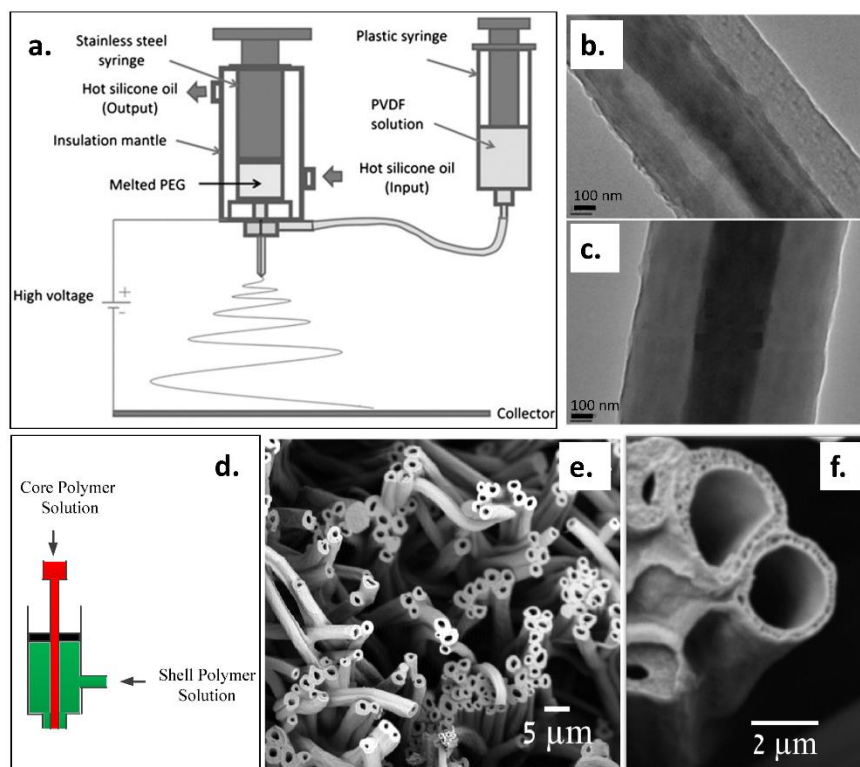 a.
Stainless steel
syringe
Hot silicone oil
(Output)
Insulation mantle
Melted PEG
High voltage
+
-
Plastic syringe
PVDF
solution
Hot silicone oil
(Input)
Collector
b.
100 nm
c.
100 nm
d.
Core Polymer
Solution
Shell Polymer
Solution
e.
5 μm
f.
2 μm